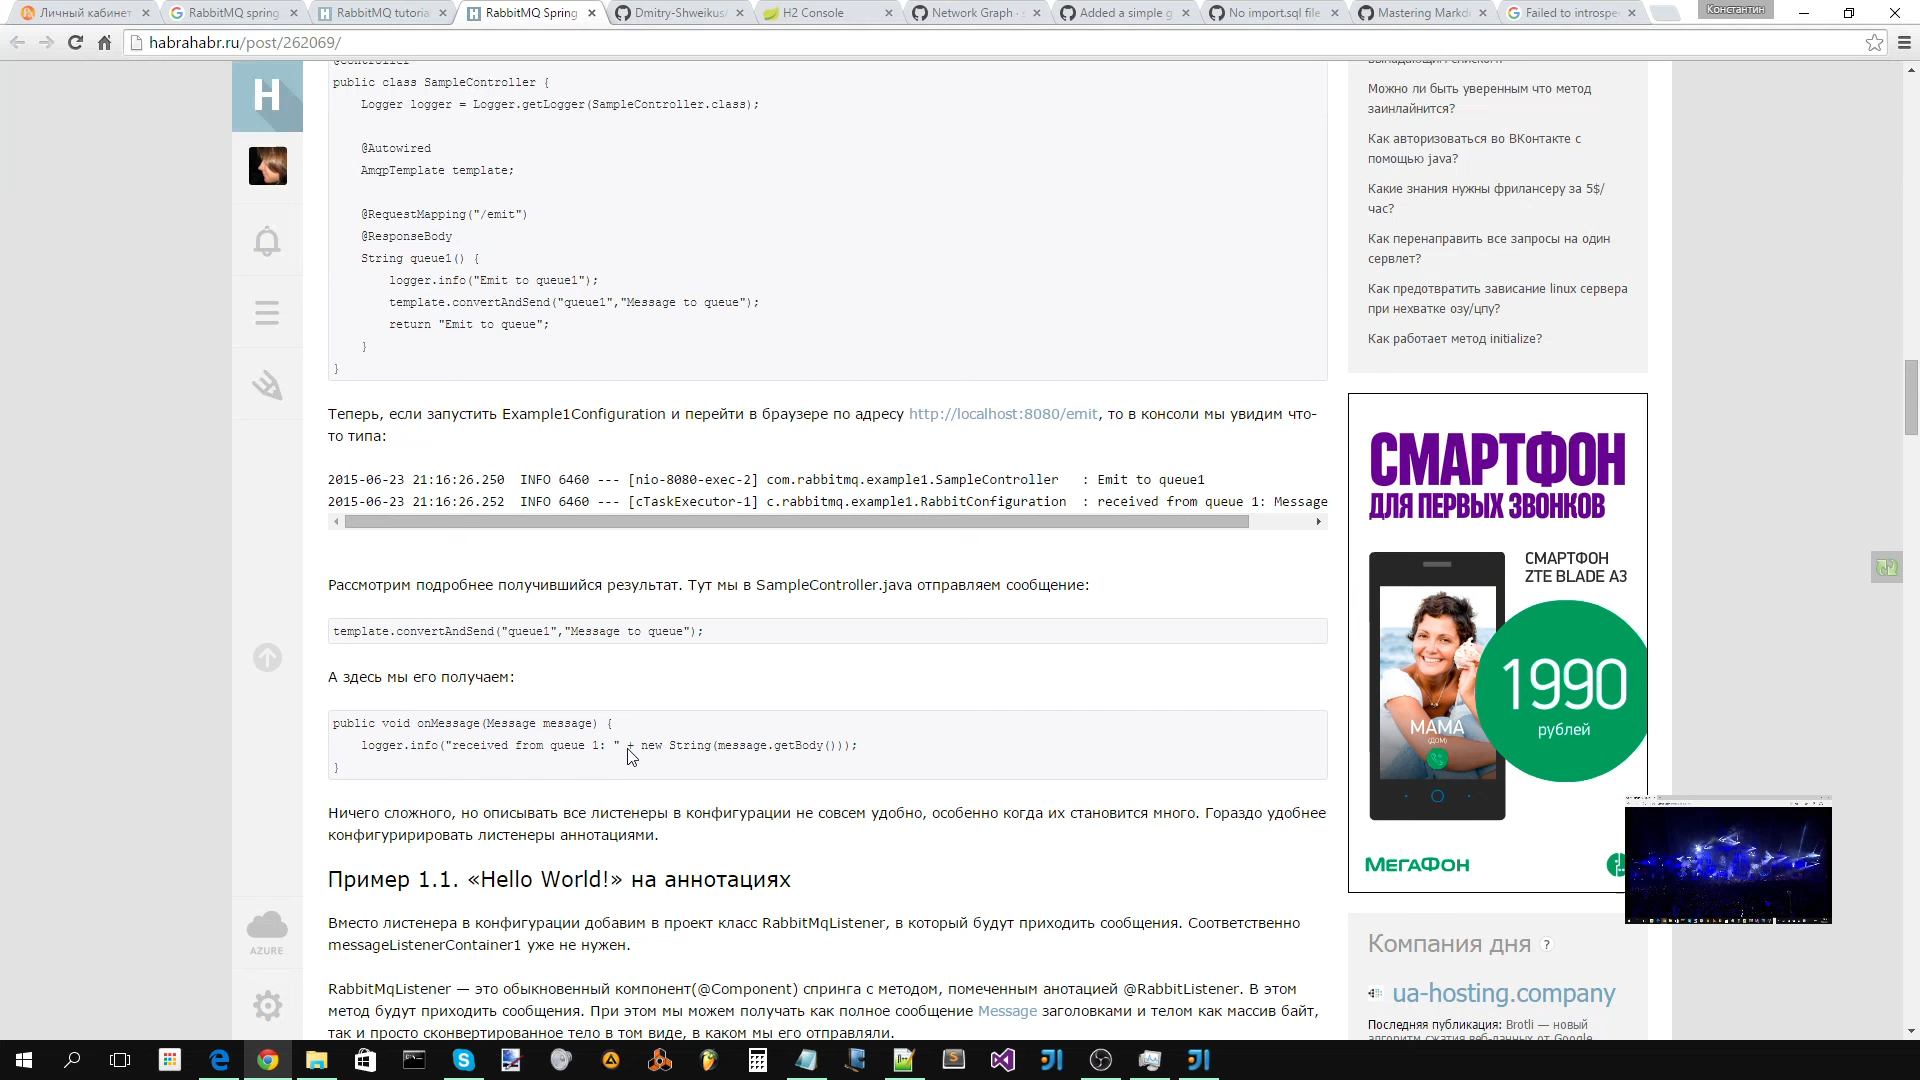 Личный кабинет
RabbitMQ spring
RabbitMQ tutoria
RabbitMQ Spring
Dmitry-Shweikus/
H2 Console
Network Graph · s
Added a simple g
No import.sql file
Mastering Markd
Failed to introspe
Константин
habrahabr.ru/post/262069/
H
AZURE
@Controller
public class SampleController {
Logger logger = Logger.getLogger(SampleController.class);
@Autowired
AmqpTemplate template;
@RequestMapping("/emit")
@ResponseBody
String queue1() {
logger.info("Emit to queue1");
template.convertAndSend("queue1","Message to queue");
return "Emit to queue";
}
}
Теперь, если запустить Example1Configuration и перейти в браузере по адресу http://localhost:8080/emit, то в консоли мы увидим что-
то типа:
2015-06-23 21:16:26.250  INFO 6460 --- [nio-8080-exec-2] com.rabbitmq.example1.SampleController   : Emit to queue1
2015-06-23 21:16:26.252  INFO 6460 --- [cTaskExecutor-1] c.rabbitmq.example1.RabbitConfiguration  : received from queue 1: Message
Рассмотрим подробнее получившийся результат. Тут мы в SampleController.java отправляем сообщение:
template.convertAndSend("queue1","Message to queue");
А здесь мы его получаем:
public void onMessage(Message message) {
logger.info("received from queue 1: " + new String(message.getBody()));
}
Ничего сложного, но описывать все листенеры в конфигурации не совсем удобно, особенно когда их становится много. Гораздо удобнее
конфигуририровать листенеры аннотациями.
Пример 1.1. «Hello World!» на аннотациях
Вместо листенера в конфигурации добавим в проект класс RabbitMqListener, в который будут приходить сообщения. Соответственно
messageListenerContainer1 уже не нужен.
RabbitMqListener — это обыкновенный компонент(@Component) спринга с методом, помеченным анотацией @RabbitListener. В этом
метод будут приходить сообщения. При этом мы можем получать как полное сообщение Message заголовками и телом как массив байт,
так и просто сконвертированное тело в том виде, в каком мы его отправляли.
выпадающим списком?
Можно ли быть уверенным что метод
заинлайнится?
Как авторизоваться во ВКонтакте с
помощью java?
Какие знания нужны фрилансеру за 5$/
час?
Как перенаправить все запросы на один
сервлет?
Как предотвратить зависание linux сервера
при нехватке озу/цпу?
Как работает метод initialize?
СМАРТФОН
ДЛЯ ПЕРВЫХ ЗВОНКОВ
СМАРТФОН
ZTE BLADE A3
1990
рублей
МАМА
(ДОМ)
МЕГАФОН
Компания дня ?
ua-hosting.company
Последняя публикация: Brotli — новый
алгоритм сжатия веб-данных от Google